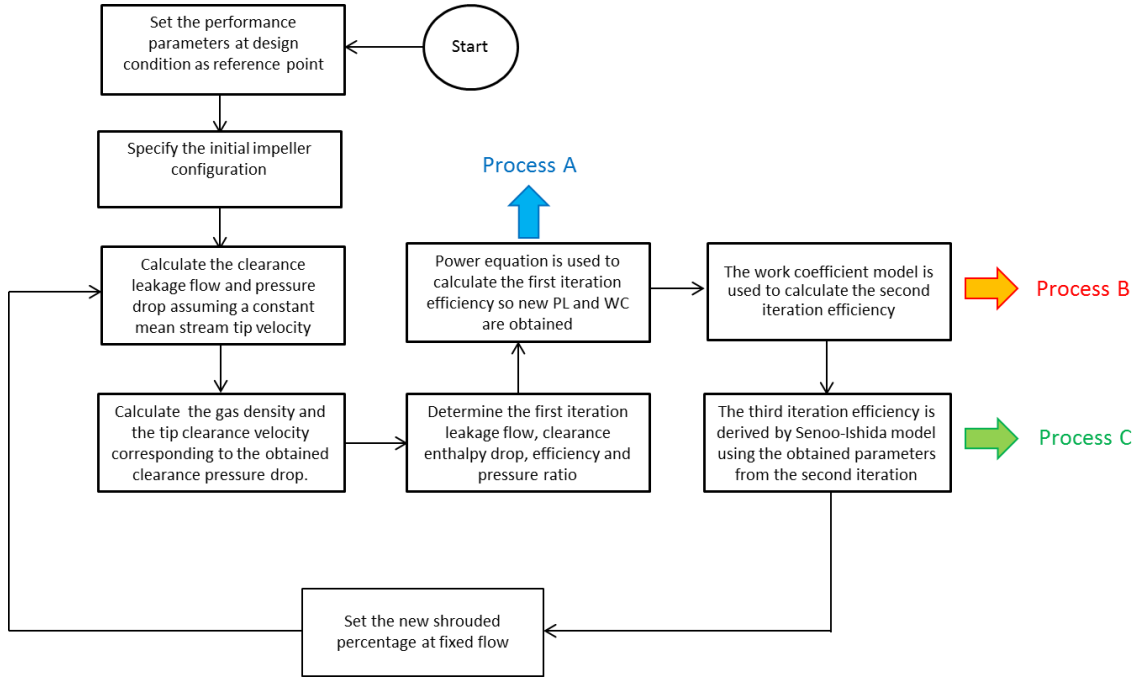 Start
Set the performance
parameters at design
condition as reference point
Specify the initial impeller
configuration
Calculate the clearance
leakage flow and pressure
drop assuming a constant
mean stream tip velocity
Calculate the gas density and
the tip clearance velocity
corresponding to the obtained
clearance pressure drop.
Determine the first iteration
leakage flow, clearance
enthalpy drop, efficiency and
pressure ratio
Power equation is used to
calculate the first iteration
efficiency so new PL and WC
are obtained
Process A
The work coefficient model is
used to calculate the second
iteration efficiency
Process B
The third iteration efficiency is
derived by Senoo-Ishida model
using the obtained parameters
from the second iteration
Process C
Set the new shrouded
percentage at fixed flow